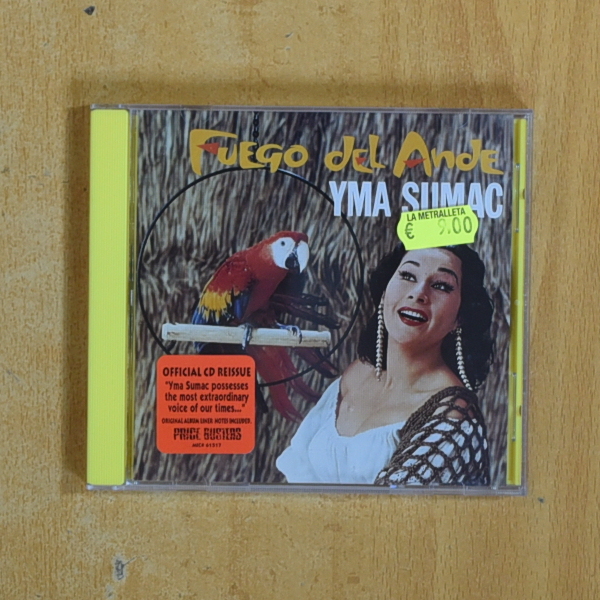 FUEGO DEL ANDE
YMA SUMAC
LA METRALLETA
€ 9.00
OFFICIAL CD REISSUE
"Yma Sumac possesses
the most extraordinary
voice of our times..."
ORIGINAL ALBUM LINER NOTES INCLUDED.
PRICE BUSTERS